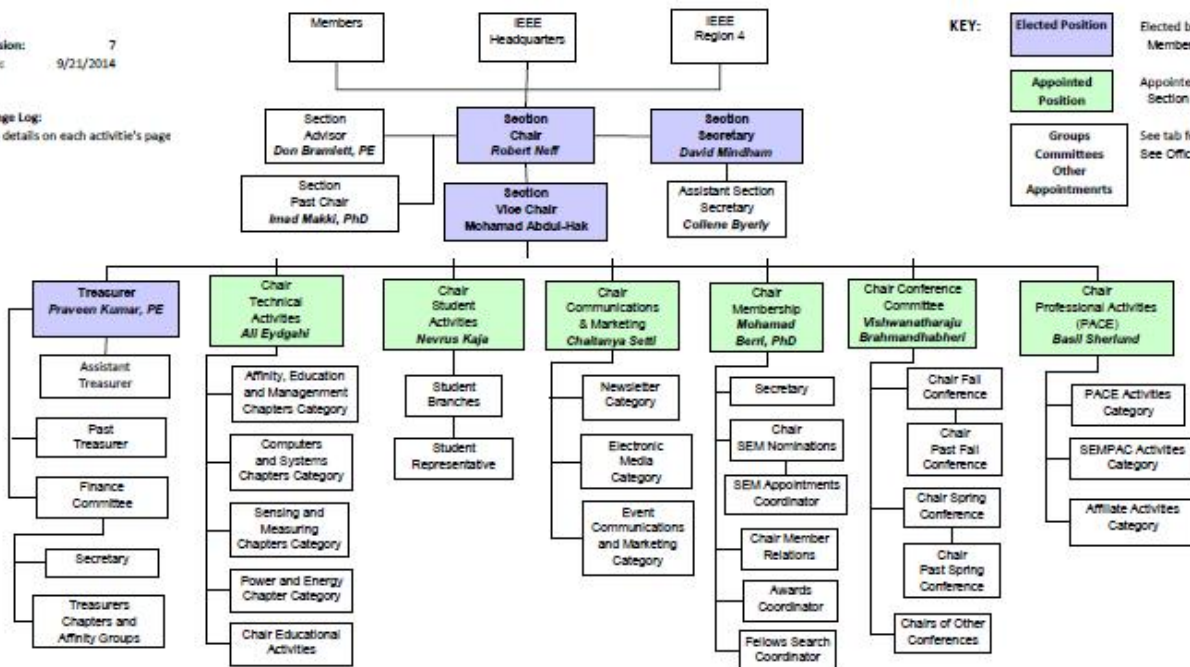 sion: 7
: 9/21/2014
ge Log:
details on each activitie's page
Members
IEEE
Headquarters
IEEE
Region 4
KEY:
Elected Position
Elected b
Member
Appointed
Position
Appointe
Section
Groups
Committees
Other
Appointmenrts
See tab f
See Offic
Section
Advisor
Don Bramlett, PE
Section
Chair
Robert Neff
Section
Secretary
David Mindham
Section
Past Chair
Imad Makki, PhD
Section
Vice Chair
Mohamad Abdul-Hak
Assistant Section
Secretary
Collene Byerly
Treasurer
Praveen Kumar, PE
Chair
Technical
Activities
Ali Eydgahi
Chair
Student
Activities
Nevrus Kaja
Chair
Communications
& Marketing
Chaitanya Setti
Chair
Membership
Mohamad
Berri, PhD
Chair Conference
Committee
Vishwanatharaju
Brahmandhabheri
Chair
Professional Activities
(PACE)
Basil Sherlund
Assistant
Treasurer
Past
Treasurer
Finance
Committee
Secretary
Treasurers
Chapters and
Affinity Groups
Affinity, Education
and Managenment
Chapters Category
Computers
and Systems
Chapters Category
Sensing and
Measuring
Chapters Category
Power and Energy
Chapter Category
Chair Educational
Activities
Student
Branches
Student
Representative
Newsletter
Category
Electronic
Media
Category
Event
Communications
and Marketing
Category
Secretary
Chair
SEM Nominations
SEM Appointments
Coordinator
Chair Member
Relations
Awards
Coordinator
Fellows Search
Coordinator
Chair Fall
Conference
Chair
Past Fall
Conference
Chair Spring
Conference
Chair
Past Spring
Conference
Chairs of Other
Conferences
PACE Activities
Category
SEMPAC Activities
Category
Affiliate Activities
Category